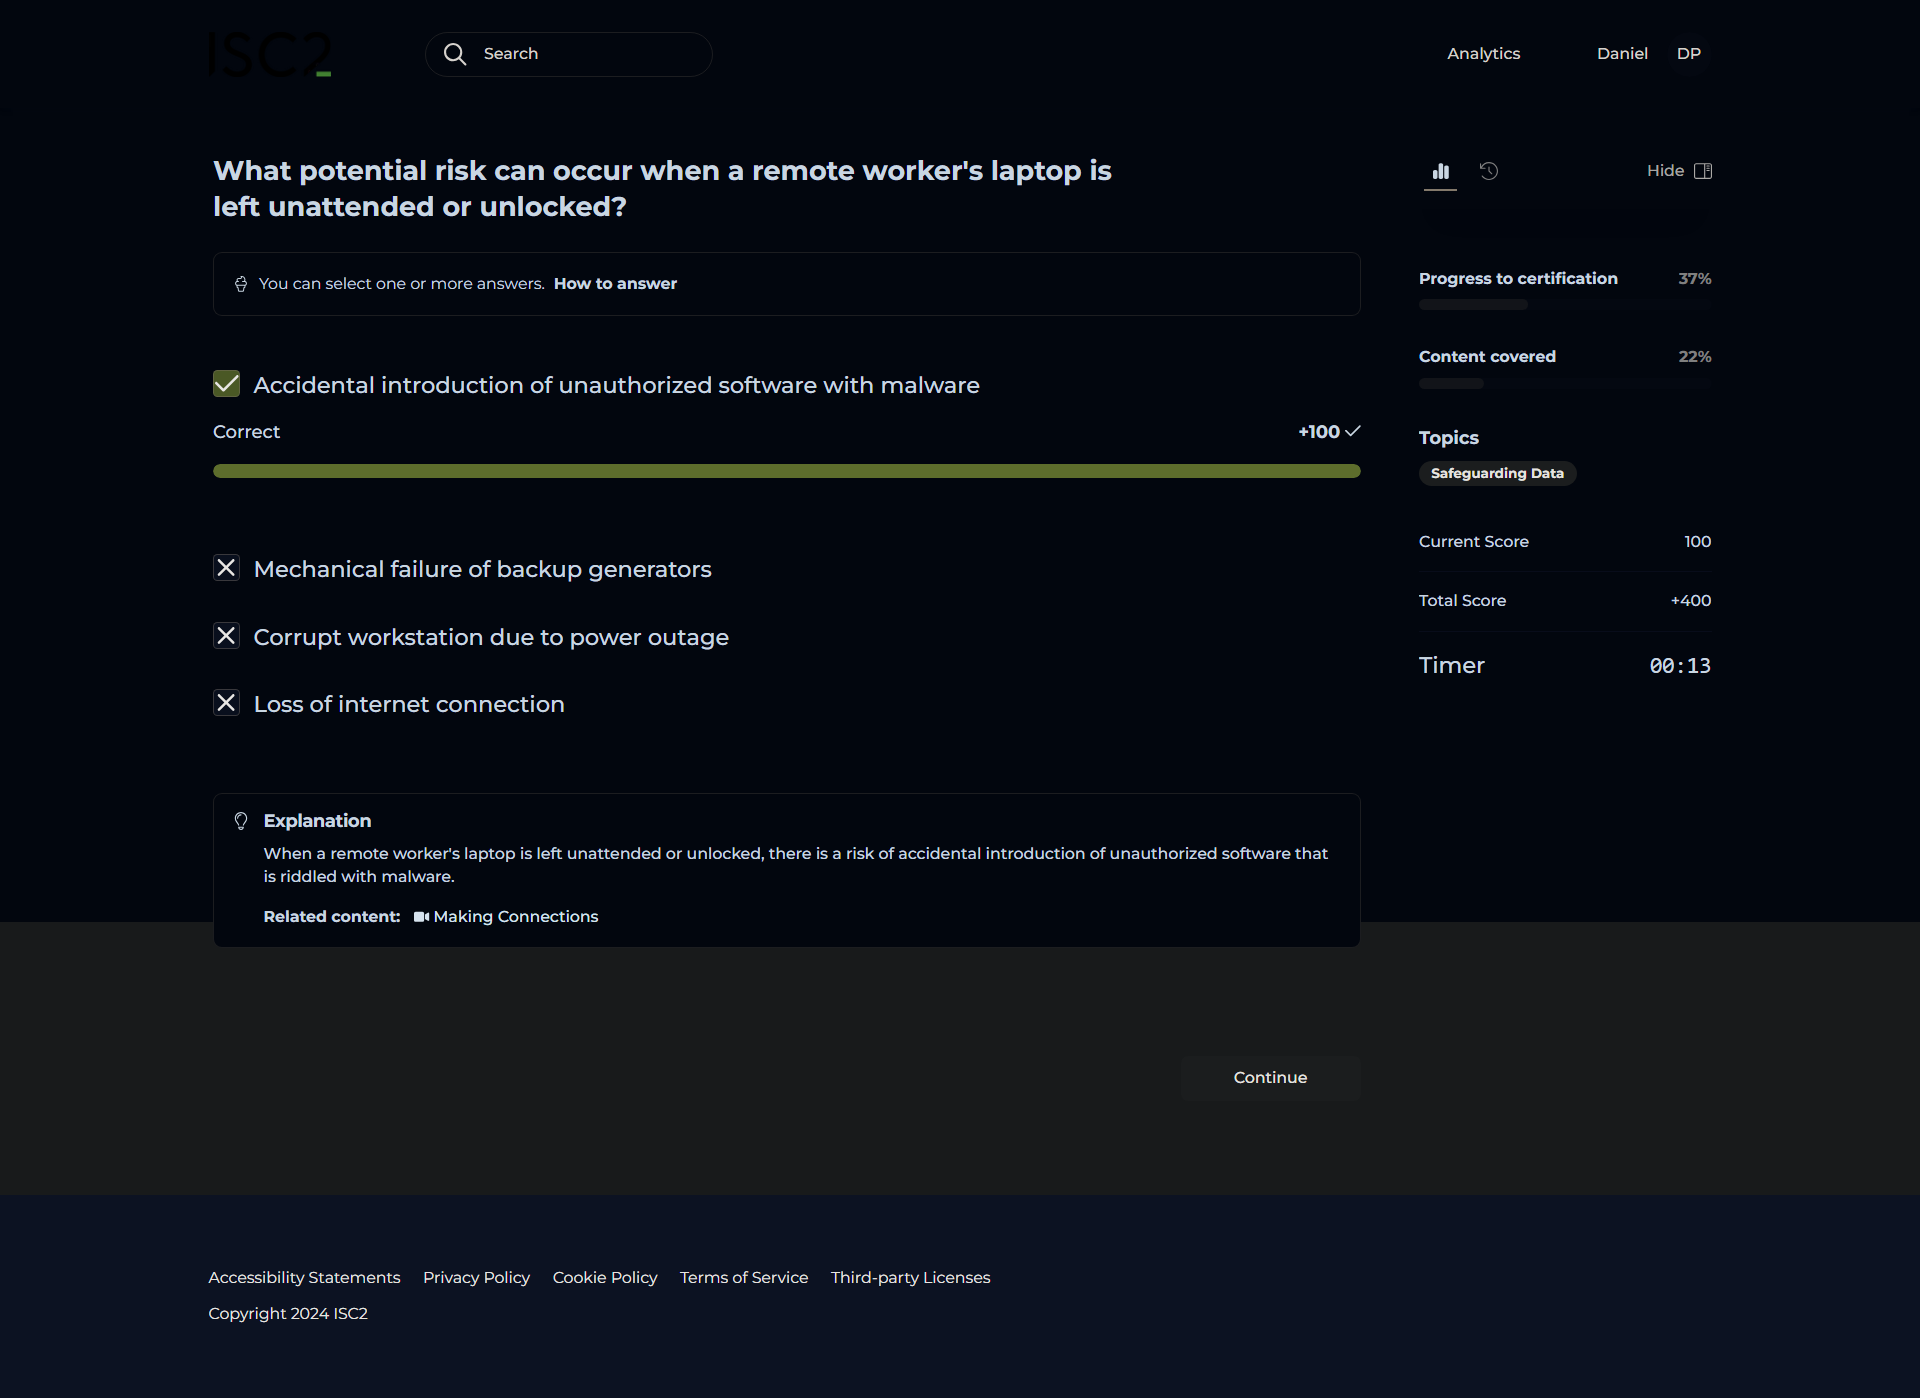 ISC2
Search
Analytics
Daniel
DP
What potential risk can occur when a remote worker's laptop is
left unattended or unlocked?
You can select one or more answers. How to answer
Accidental introduction of unauthorized software with malware
Correct
+100
Mechanical failure of backup generators
Corrupt workstation due to power outage
Loss of internet connection
Explanation
When a remote worker's laptop is left unattended or unlocked, there is a risk of accidental introduction of unauthorized software that
is riddled with malware.
Related content: Making Connections
Continue
Hide
Progress to certification 37%
Content covered 22%
Topics
Safeguarding Data
Current Score 100
Total Score +400
Timer 00:13
Accessibility Statements Privacy Policy Cookie Policy Terms of Service Third-party Licenses
Copyright 2024 ISC2